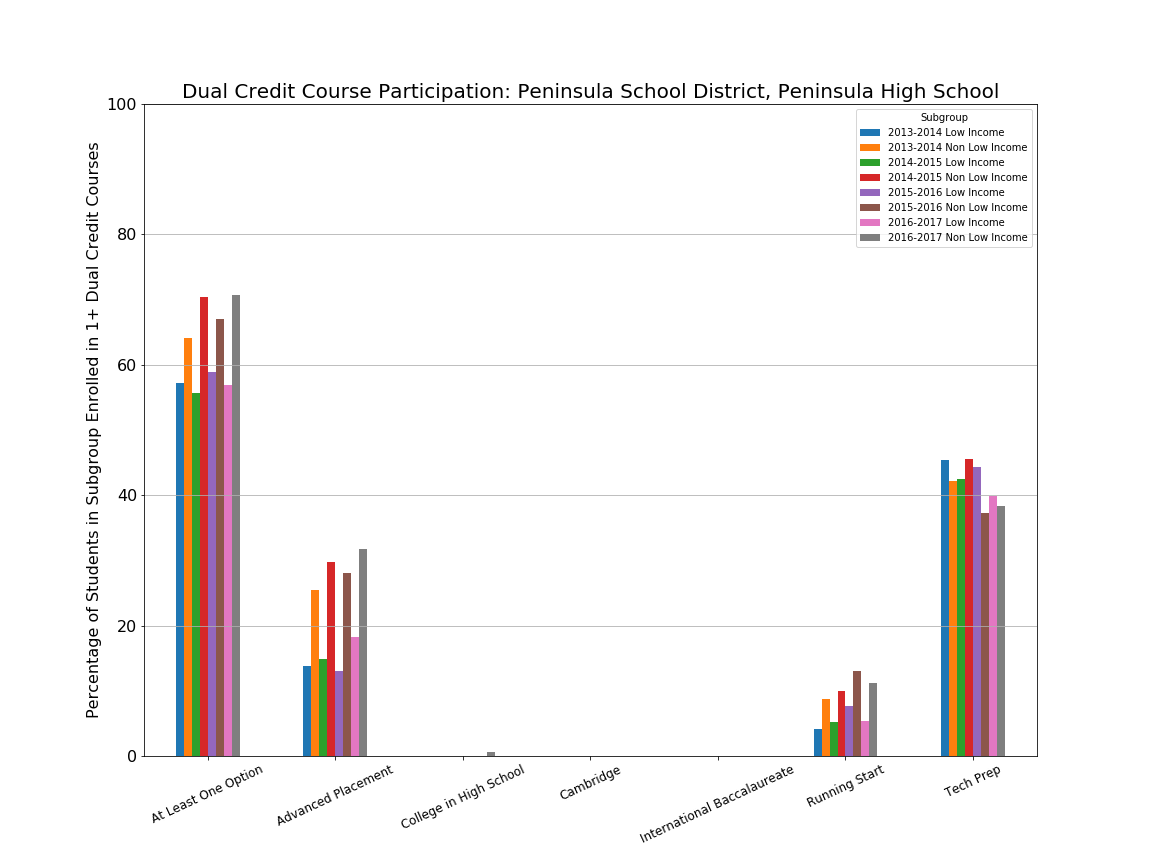 Dual Credit Course Participation: Peninsula School District, Peninsula High School
Percentage of Students in Subgroup Enrolled in 1+ Dual Credit Courses
100
80
60
40
20
0
Subgroup
2013-2014 Low Income
2013-2014 Non Low Income
2014-2015 Low Income
2014-2015 Non Low Income
2015-2016 Low Income
2015-2016 Non Low Income
2016-2017 Low Income
2016-2017 Non Low Income
At Least One Option
Advanced Placement
College in High School
Cambridge
International Baccalaureate
Running Start
Tech Prep